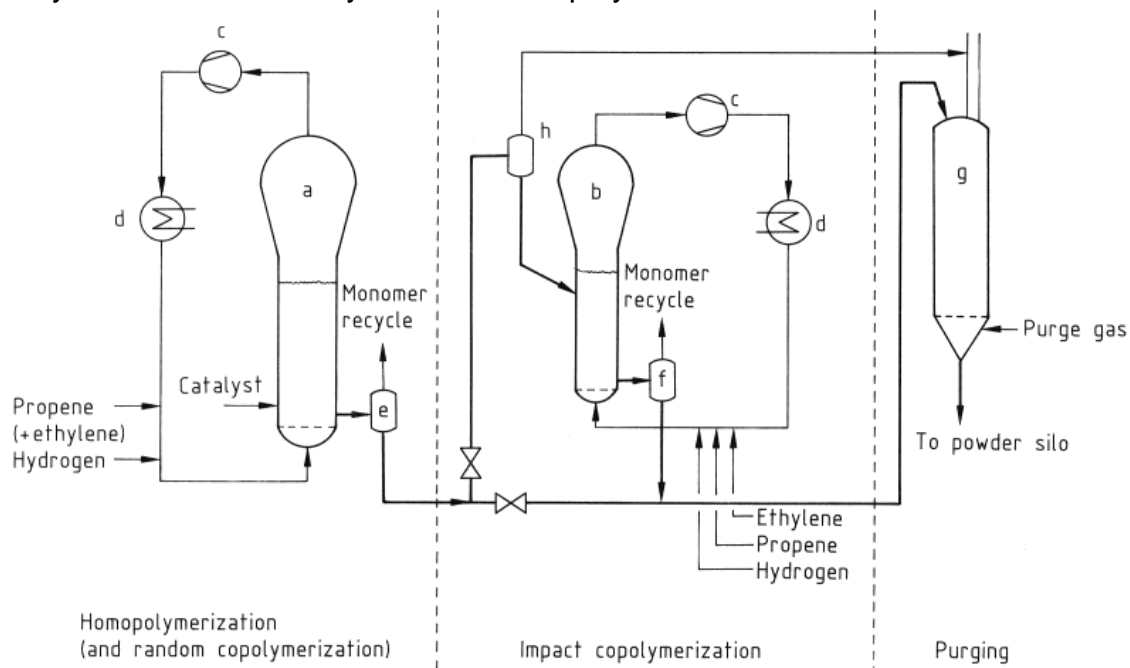 c
a
d
Monomer
recycle
Catalyst
e
Propene
(+ethylene)
Hydrogen
h
c
b
d
Monomer
recycle
f
Ethylene
Propene
Hydrogen
g
Purge gas
To powder silo
Homopolymerization
(and random copolymerization)
Impact copolymerization
Purging